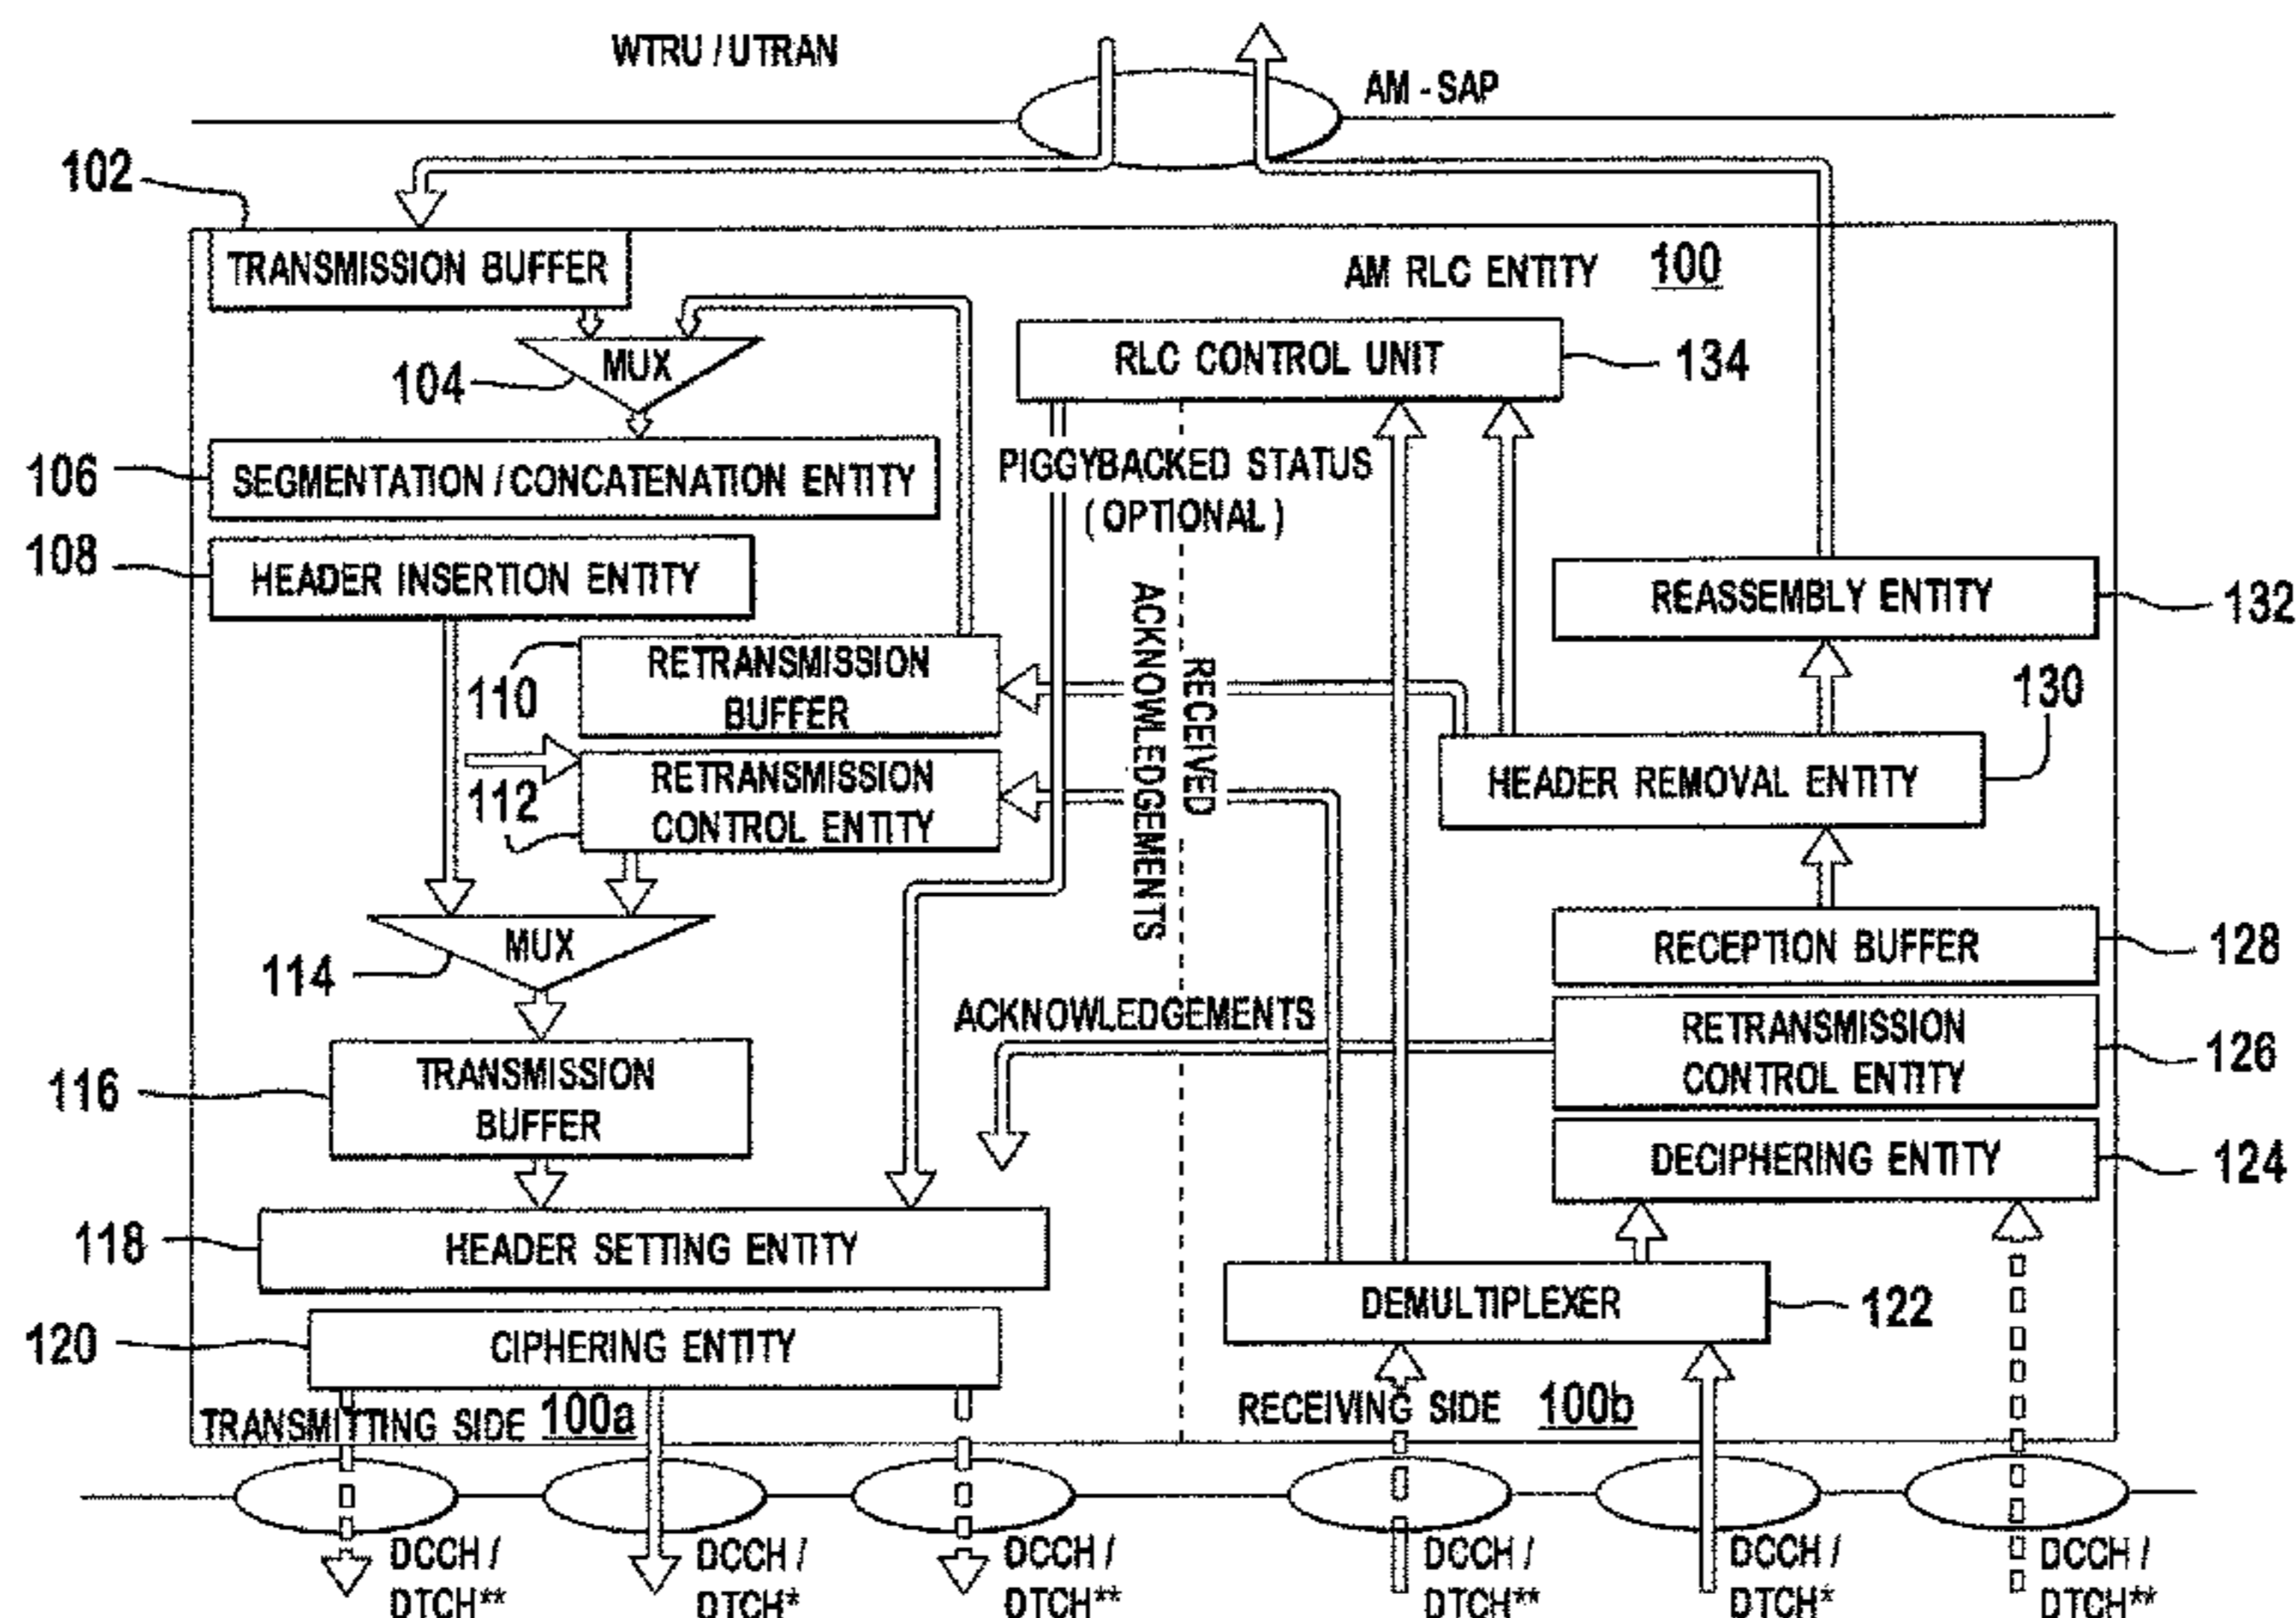 WTRU / UTRAN
AM - SAP
102
TRANSMISSION BUFFER
AM RLC ENTITY 100
MUX
104
RLC CONTROL UNIT
134
106
SEGMENTATION / CONCATENATION ENTITY
PIGGYBACKED STATUS
( OPTIONAL )
108
HEADER INSERTION ENTITY
REASSEMBLY ENTITY
132
110
RETRANSMISSION
BUFFER
RECEIVED
ACKNOWLEDGEMENTS
130
112
RETRANSMISSION
CONTROL ENTITY
HEADER REMOVAL ENTITY
MUX
114
RECEPTION BUFFER
128
ACKNOWLEDGEMENTS
RETRANSMISSION
CONTROL ENTITY
126
116
TRANSMISSION
BUFFER
DECIPHERING ENTITY
124
118
HEADER SETTING ENTITY
DEMULTIPLEXER
122
120
CIPHERING ENTITY
TRANSMITTING SIDE 100a
RECEIVING SIDE 100b
DCCH /
DTCH**
DCCH /
DTCH*
DCCH /
DTCH**
DCCH /
DTCH**
DCCH /
DTCH*
DCCH /
DTCH**